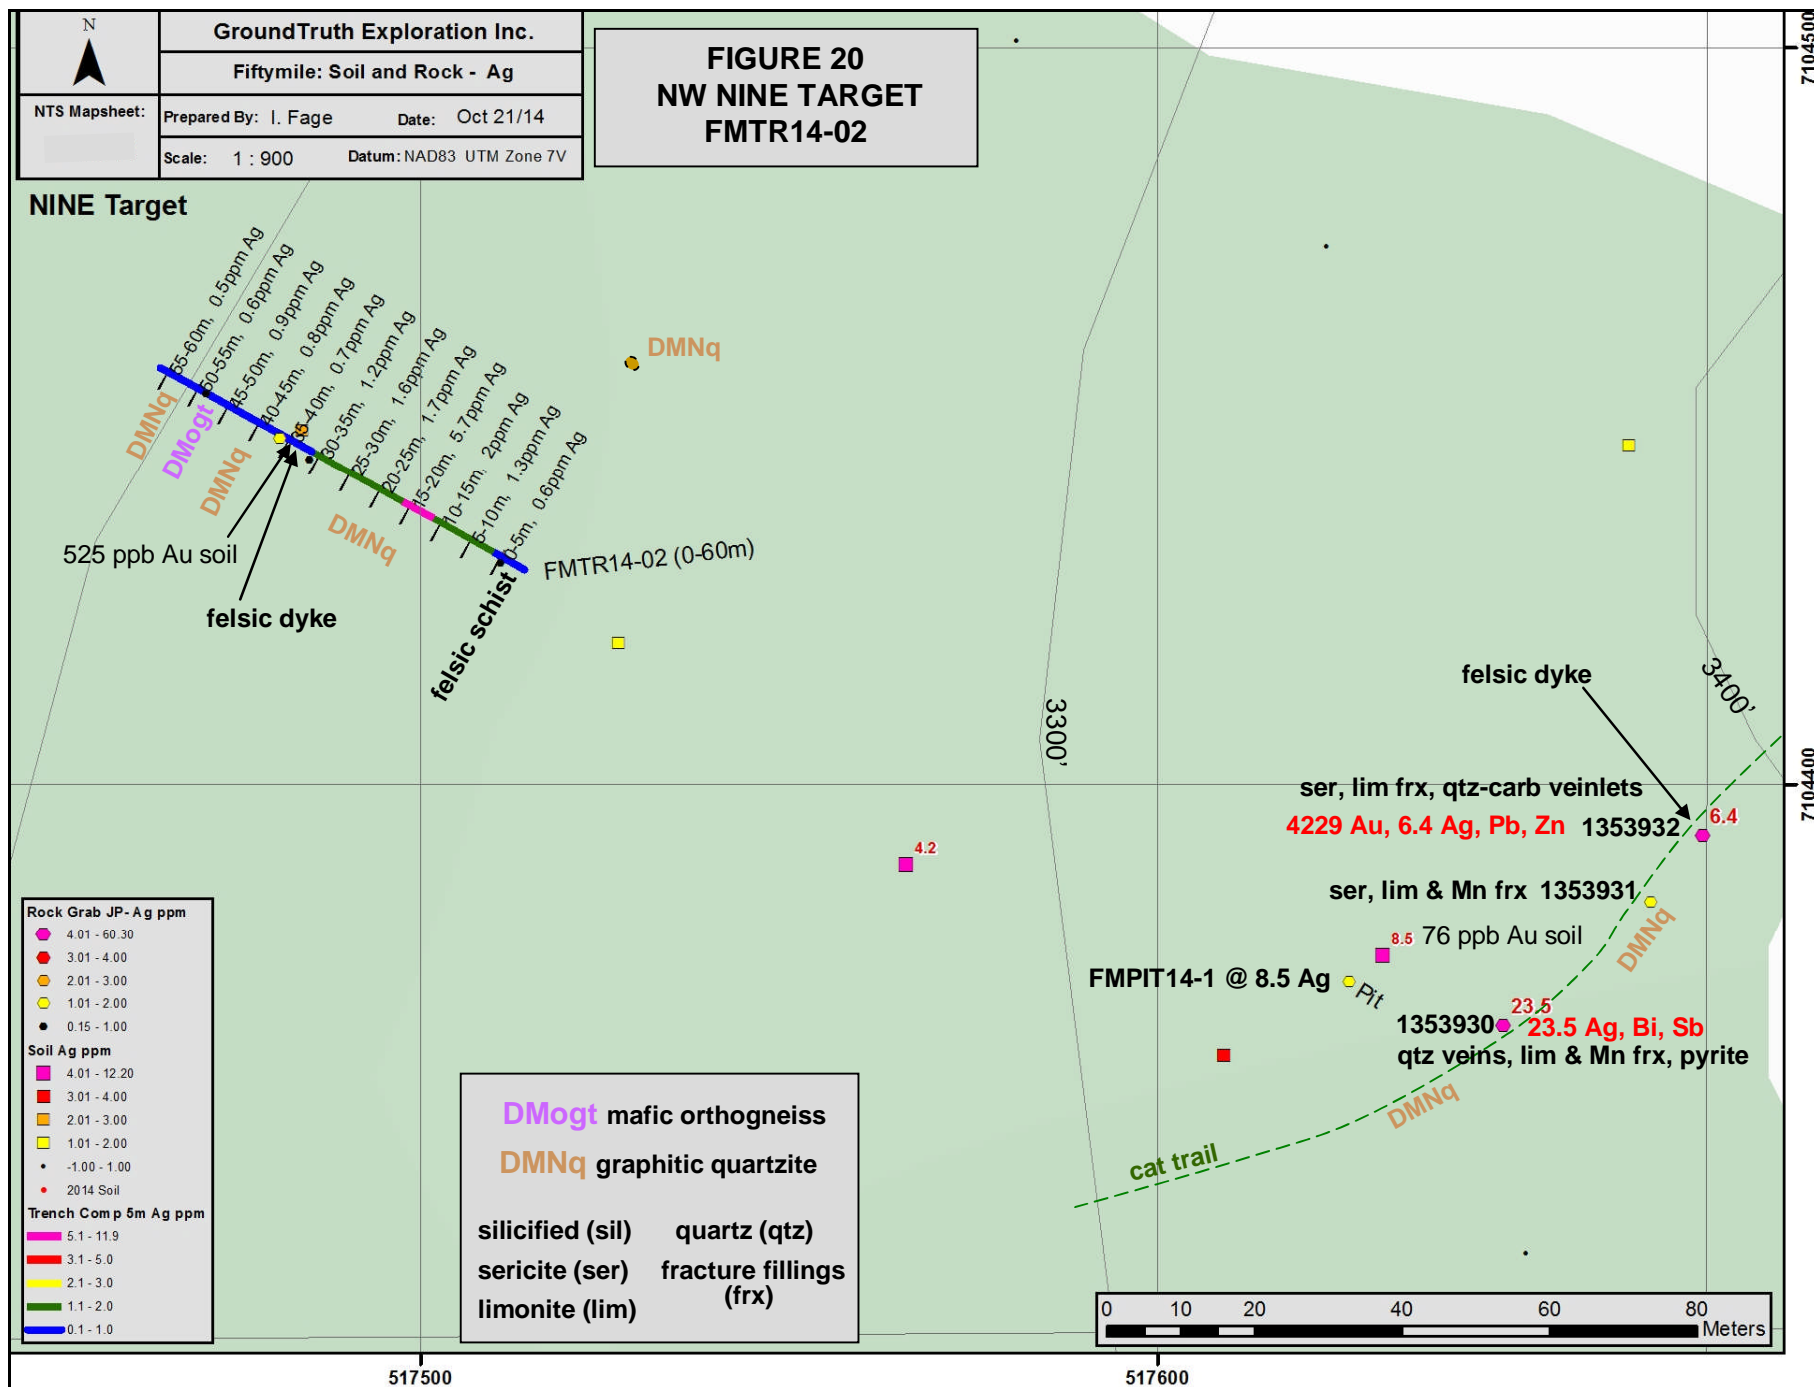 N
GroundTruth Exploration Inc.
Fiftymile: Soil and Rock - Ag
NTS Mapsheet:
Prepared By: I. Fage Date: Oct 21/14
Scale: 1 : 900 Datum: NAD83 UTM Zone 7V
FIGURE 20
NW NINE TARGET
FMTR14-02
7104500
NINE Target
55-60m, 0.5ppm Ag
50-55m, 0.6ppm Ag
45-50m, 0.9ppm Ag
40-45m, 0.8ppm Ag
35-40m, 0.7ppm Ag
30-35m, 1.2ppm Ag
25-30m, 1.6ppm Ag
20-25m, 1.7ppm Ag
15-20m, 5.7ppm Ag
10-15m, 2ppm Ag
5-10m, 1.3ppm Ag
0-5m, 0.6ppm Ag
DMNq
DMNq
DMogt
DMNq
DMNq
525 ppb Au soil
felsic dyke
FMTR14-02 (0-60m)
felsic schist
3300'
3400'
felsic dyke
7104400
ser, lim frx, qtz-carb veinlets
4229 Au, 6.4 Ag, Pb, Zn 1353932
6.4
4.2
ser, lim & Mn frx 1353931
DMNq
8.5 76 ppb Au soil
FMPIT14-1 @ 8.5 Ag
Pit
23.5
1353930 23.5 Ag, Bi, Sb
qtz veins, lim & Mn frx, pyrite
DMNq
cat trail
Rock Grab JP- Ag ppm
4.01 - 60.30
3.01 - 4.00
2.01 - 3.00
1.01 - 2.00
0.15 - 1.00
Soil Ag ppm
4.01 - 12.20
3.01 - 4.00
2.01 - 3.00
1.01 - 2.00
-1.00 - 1.00
2014 Soil
Trench Comp 5m Ag ppm
5.1 - 11.9
3.1 - 5.0
2.1 - 3.0
1.1 - 2.0
0.1 - 1.0
DMogt mafic orthogneiss
DMNq graphitic quartzite
silicified (sil) quartz (qtz)
sericite (ser) fracture fillings
(frx)
limonite (lim)
0 10 20 40 60 80
Meters
517500 517600